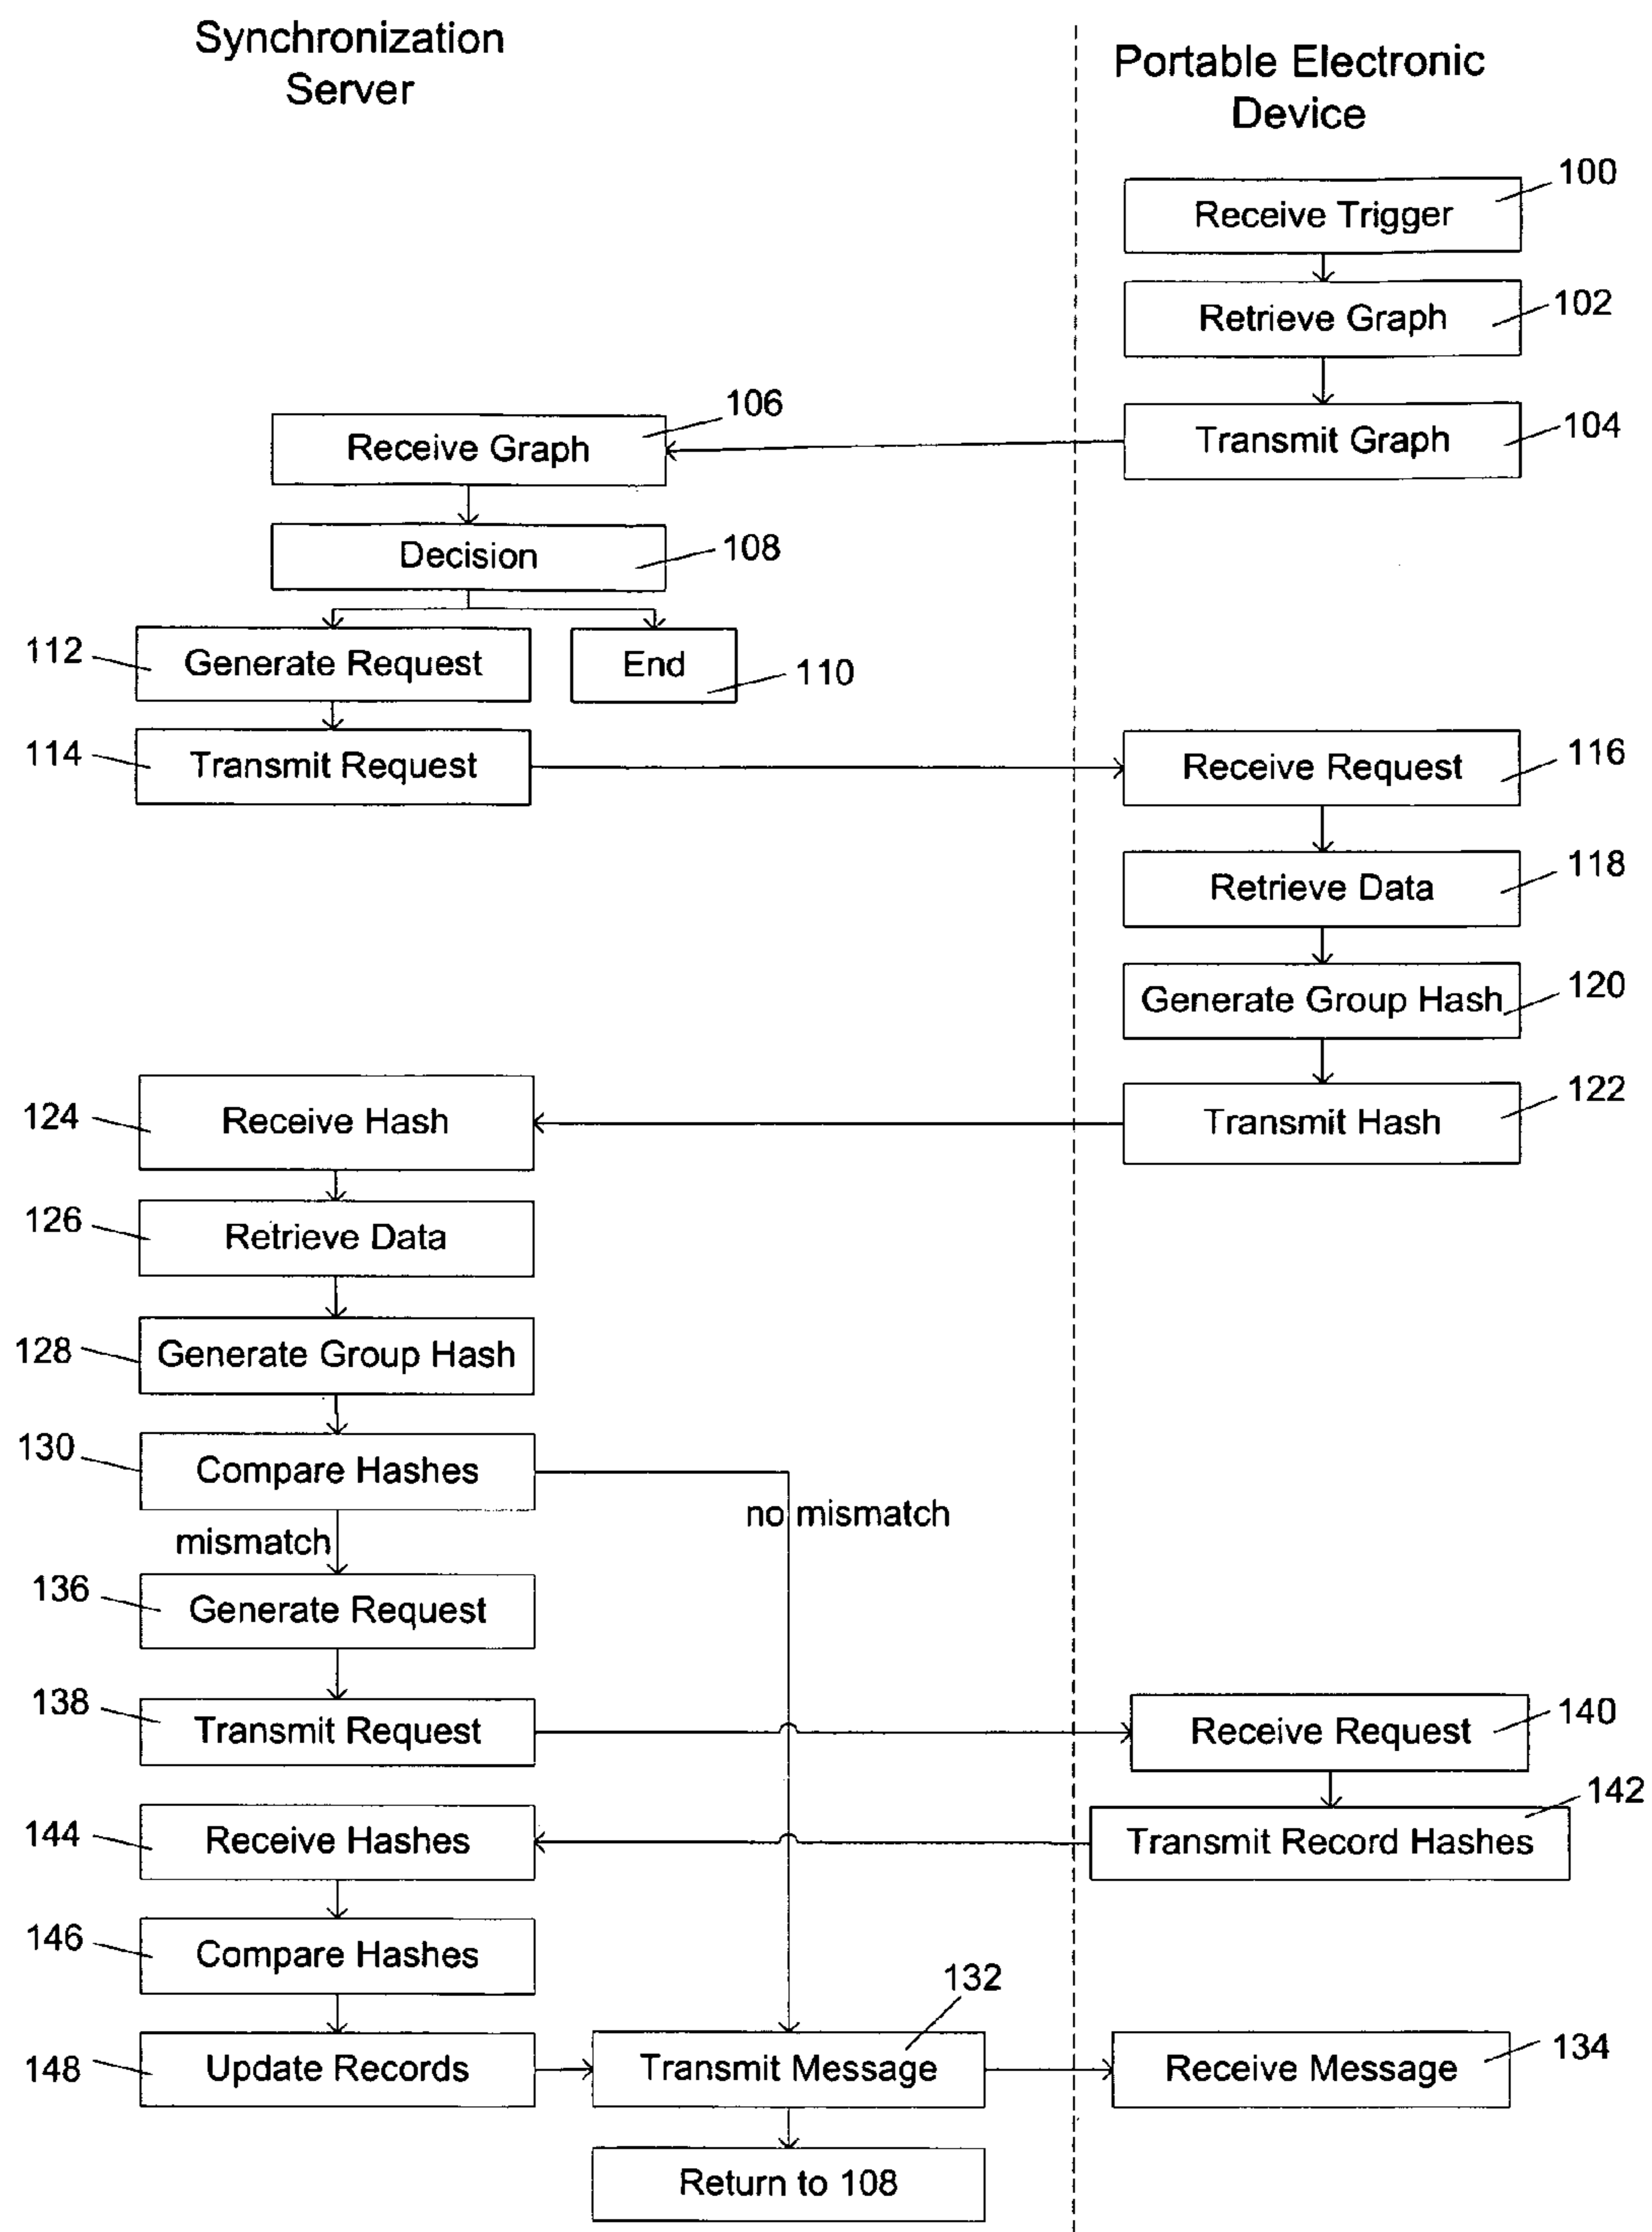 Synchronization
Server
Portable Electronic
Device
100
Receive Trigger
102
Retrieve Graph
104
Transmit Graph
106
Receive Graph
108
Decision
112
Generate Request
End
110
114
Transmit Request
116
Receive Request
118
Retrieve Data
120
Generate Group Hash
122
Transmit Hash
124
Receive Hash
126
Retrieve Data
128
Generate Group Hash
130
Compare Hashes
no mismatch
mismatch
136
Generate Request
138
Transmit Request
140
Receive Request
142
Transmit Record Hashes
144
Receive Hashes
146
Compare Hashes
148
Update Records
132
Transmit Message
134
Receive Message
Return to 108